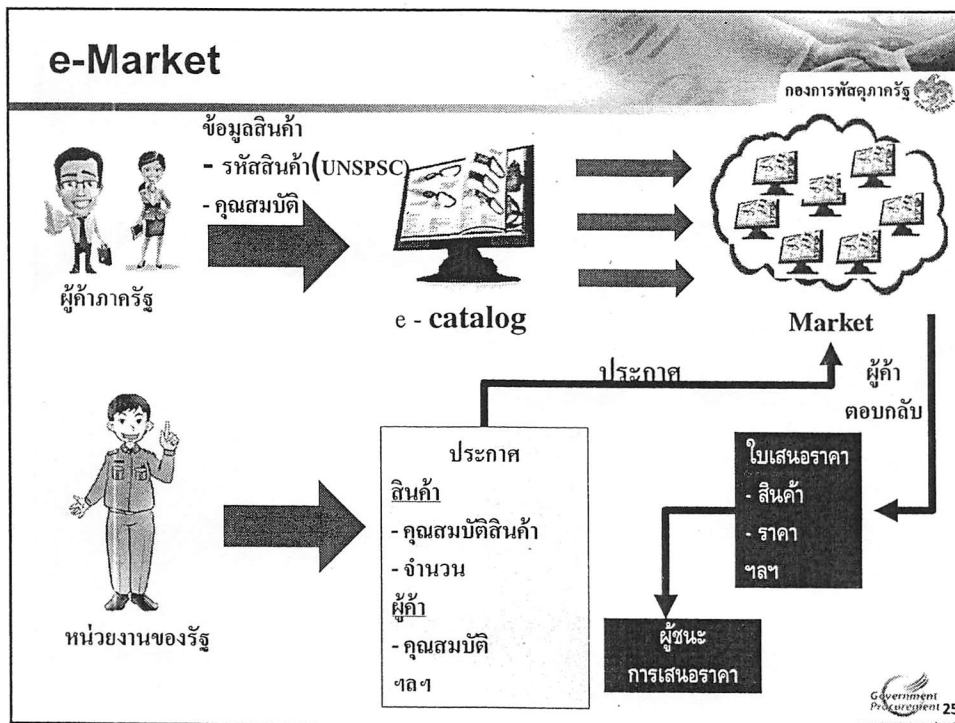 e-Market
กองการพัสดุภาครัฐ
ข้อมูลสินค้า
- รหัสสินค้า(UNSPSC)
- คุณสมบัติ
ผู้ค้าภาครัฐ
e - catalog
Market
ประกาศ
ผู้ค้า
ตอบกลับ
หน่วยงานของรัฐ
ประกาศ
สินค้า
- คุณสมบัติสินค้า
- จำนวน
ผู้ค้า
- คุณสมบัติ
ฯลฯ
ใบเสนอราคา
- สินค้า
- ราคา
ฯลฯ
ผู้ชนะ
การเสนอราคา
Government
Procurement 25